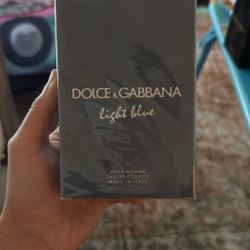 DOLCE & GABBANA
light blue
POUR HOMME
EAU DE TOILETTE
MADE IN ITALY